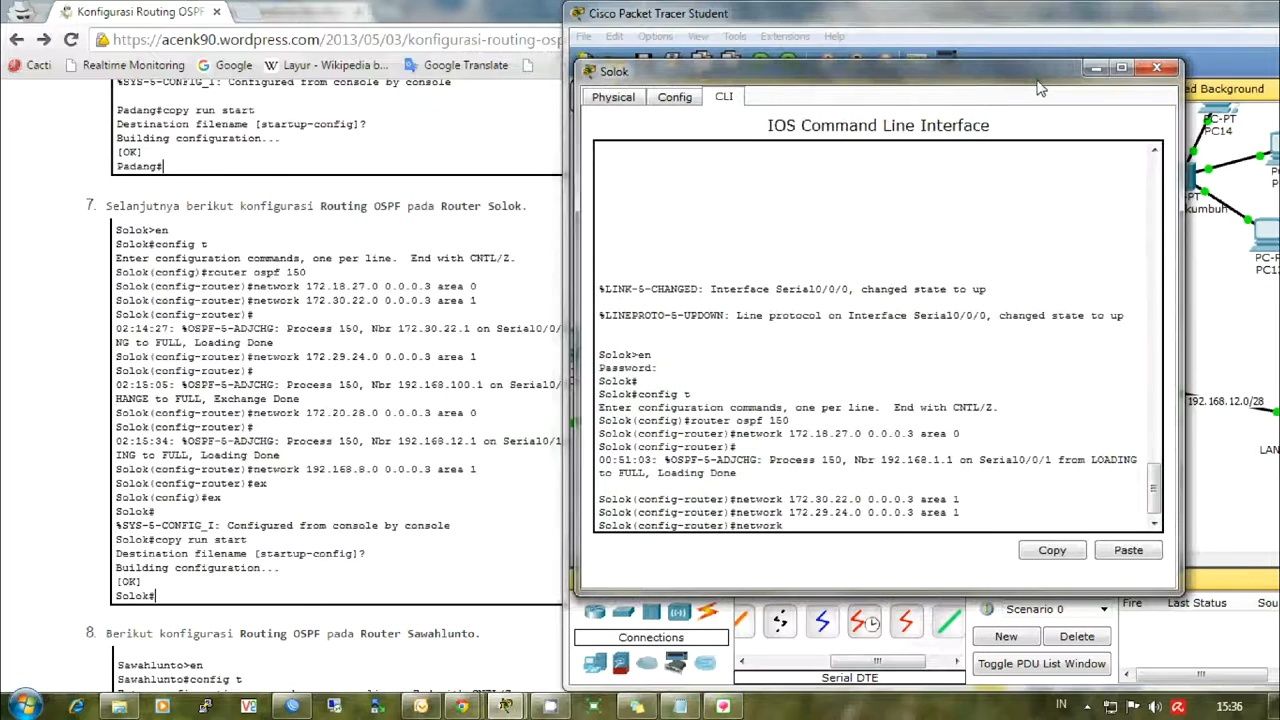 Konfigurasi Routing OSPF
https://acenk90.wordpress.com/2013/05/03/konfigurasi-routing-osp
Cacti
Realtime Monitoring
Google
Layur - Wikipedia b...
Google Translate
%SYS-5-CONFIG_I: Configured from console by console
Padang#copy run start
Destination filename [startup-config]?
Building configuration...
[OK]
Padang#
7. Selanjutnya berikut konfigurasi Routing OSPF pada Router Solok.
Solok>en
Solok#config t
Enter configuration commands, one per line. End with CNTL/Z.
Solok(config)#router ospf 150
Solok(config-router)#network 172.18.27.0 0.0.0.3 area 0
Solok(config-router)#network 172.30.22.0 0.0.0.3 area 1
Solok(config-router)#
02:14:27: %OSPF-5-ADJCHG: Process 150, Nbr 172.30.22.1 on Serial0/0/
NG to FULL, Loading Done
Solok(config-router)#network 172.29.24.0 0.0.0.3 area 1
Solok(config-router)#
02:15:05: %OSPF-5-ADJCHG: Process 150, Nbr 192.168.100.1 on Serial0/
HANGE to FULL, Exchange Done
Solok(config-router)#network 172.20.28.0 0.0.0.3 area 0
Solok(config-router)#
02:15:34: %OSPF-5-ADJCHG: Process 150, Nbr 192.168.12.1 on Serial0/1
ING to FULL, Loading Done
Solok(config-router)#network 192.168.8.0 0.0.0.3 area 1
Solok(config-router)#ex
Solok(config)#ex
Solok#
%SYS-5-CONFIG_I: Configured from console by console
Solok#copy run start
Destination filename [startup-config]?
Building configuration...
[OK]
Solok#
8. Berikut konfigurasi Routing OSPF pada Router Sawahlunto.
Sawahlunto>en
Sawahlunto#config t
Cisco Packet Tracer Student
File Edit Options View Tools Extensions Help
Solok
Physical Config CLI
IOS Command Line Interface
%LINK-5-CHANGED: Interface Serial0/0/0, changed state to up
%LINEPROTO-5-UPDOWN: Line protocol on Interface Serial0/0/0, changed state to up
Solok>en
Password:
Solok#
Solok#config t
Enter configuration commands, one per line. End with CNTL/Z.
Solok(config)#router ospf 150
Solok(config-router)#network 172.18.27.0 0.0.0.3 area 0
Solok(config-router)#
00:51:03: %OSPF-5-ADJCHG: Process 150, Nbr 192.168.1.1 on Serial0/0/1 from LOADING
to FULL, Loading Done
Solok(config-router)#network 172.30.22.0 0.0.0.3 area 1
Solok(config-router)#network 172.29.24.0 0.0.0.3 area 1
Solok(config-router)#network
Copy Paste
ed Background
PC-PT
PC14
PT
kumbuh
PC-P
PC1
192.168.12.0/28
LAN
Connections
Serial DTE
Scenario 0
New Delete
Toggle PDU List Window
Fire Last Status Sou
IN
15:36